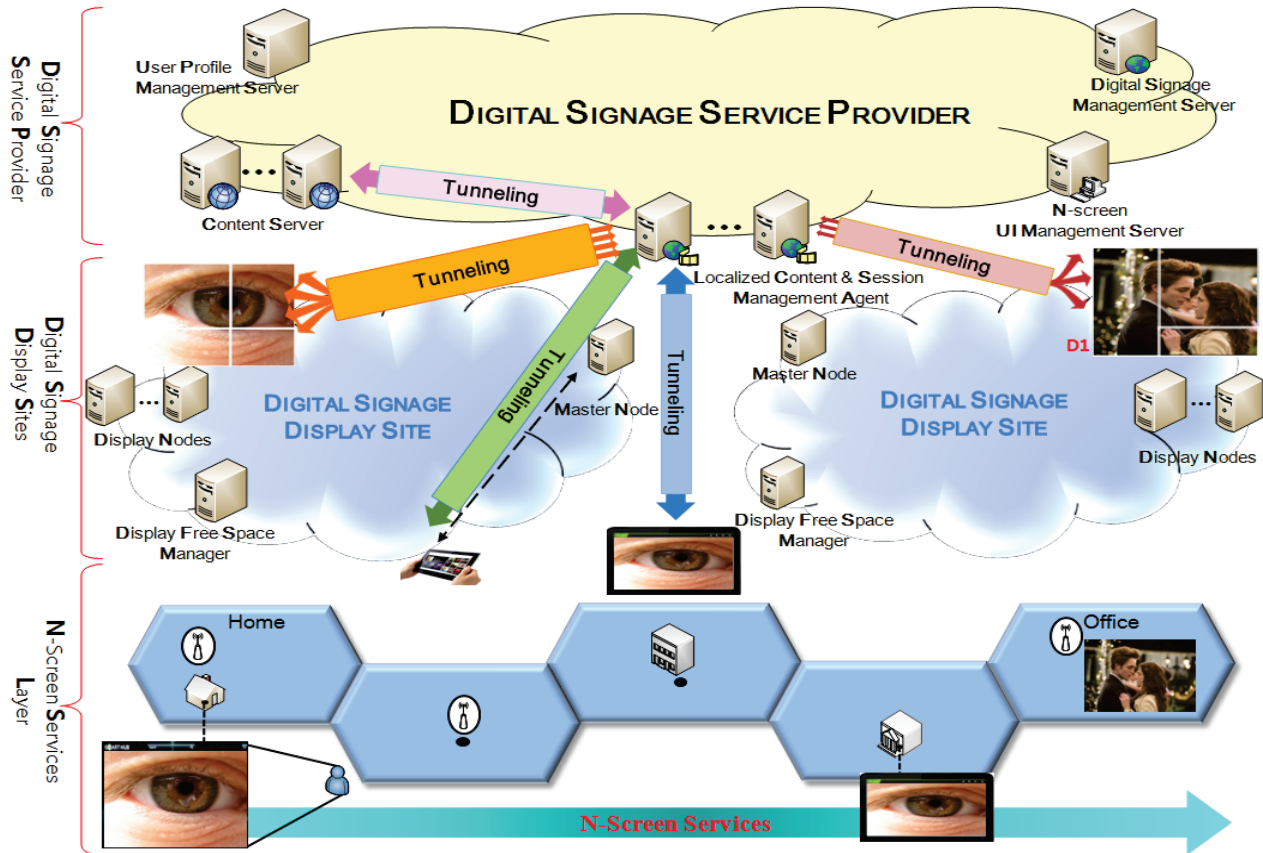 Digital Signage
Service Provider
User Profile
Management Server
DIGITAL SIGNAGE SERVICE PROVIDER
Digital Signage
Management Server
Content Server
Tunneling
N-screen
UI Management Server
Localized Content & Session
Management Agent
Tunneling
Tunneling
Digital Signage
Display Sites
Tunneling
Tunneling
D1
Master Node
Master Node
DIGITAL SIGNAGE
DISPLAY SITE
DIGITAL SIGNAGE
DISPLAY SITE
Display Nodes
Display Nodes
Display Free Space
Manager
Display Free Space
Manager
N-Screen Services
Layer
Home
Office
SMART HUB
N-Screen Services